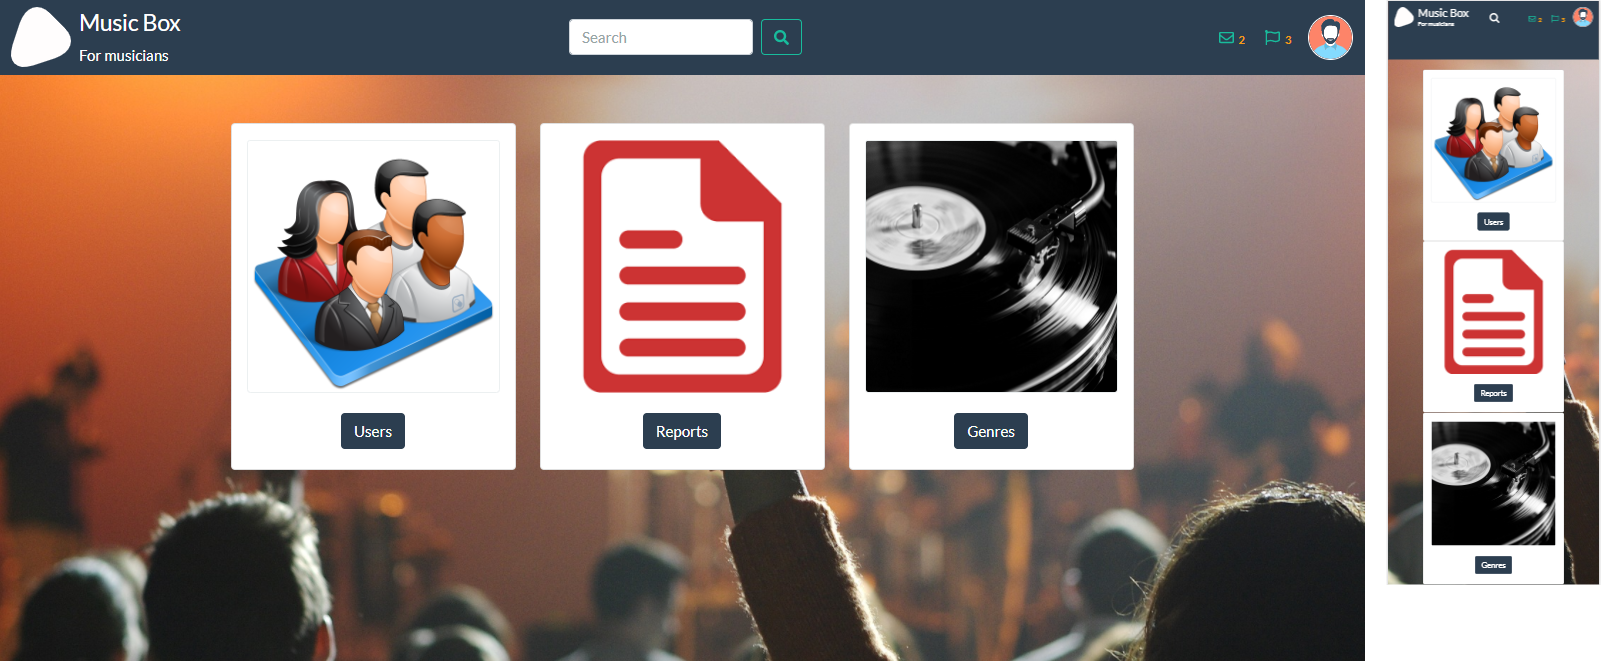 Music Box
For musicians
Search
2
3
Users
Reports
Genres
Music Box
For musicians
2
3
Users
Reports
Genres